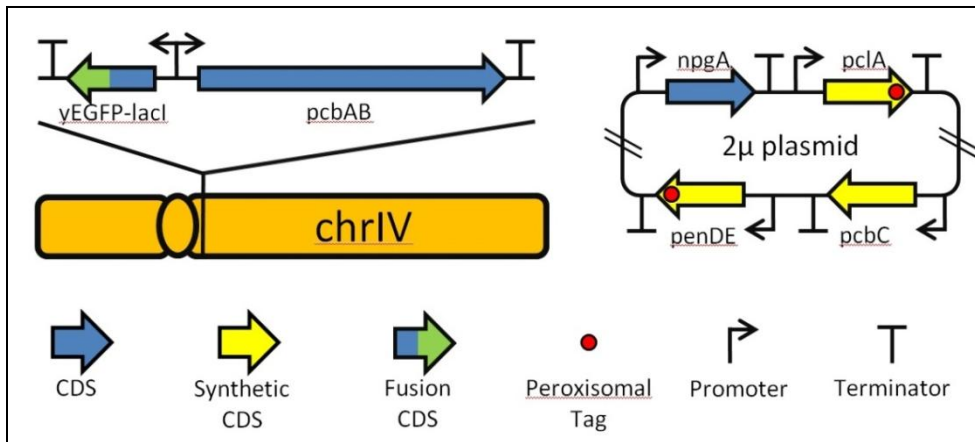 npgA
pclA
yEGFP-lacI
pcbAB
2μ plasmid
chrIV
penDE
pcbC
CDS
Synthetic
CDS
Fusion
CDS
Peroxisomal
Tag
Promoter
Terminator